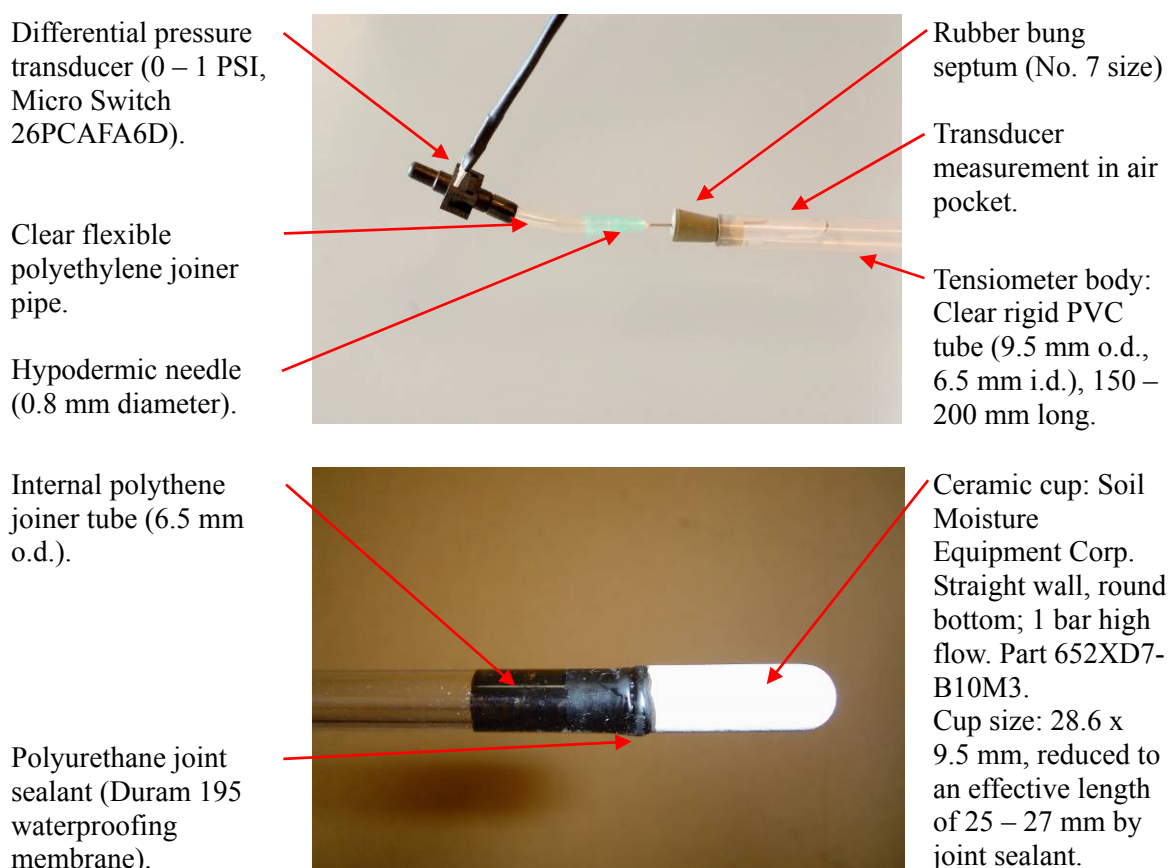 Differential pressure
transducer (0 – 1 PSI,
Micro Switch
26PCAFA6D).
Clear flexible
polyethylene joiner
pipe.
Hypodermic needle
(0.8 mm diameter).
Rubber bung
septum (No. 7 size)
Transducer
measurement in air
pocket.
Tensiometer body:
Clear rigid PVC
tube (9.5 mm o.d.,
6.5 mm i.d.), 150 –
200 mm long.
Internal polythene
joiner tube (6.5 mm
o.d.).
Polyurethane joint
sealant (Duram 195
waterproofing
membrane).
Ceramic cup: Soil
Moisture
Equipment Corp.
Straight wall, round
bottom; 1 bar high
flow. Part 652XD7-
B10M3.
Cup size: 28.6 x
9.5 mm, reduced to
an effective length
of 25 – 27 mm by
joint sealant.